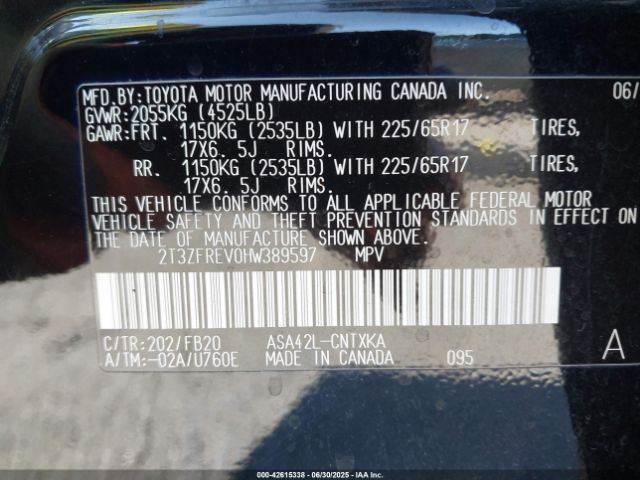 MFD.BY:TOYOTA MOTOR MANUFACTURING CANADA INC. 06/
GVWR:2055KG (4525LB)
GAWR:FRT. 1150KG (2535LB) WITH 225/65R17 TIRES,
17X6. 5J RIMS.
RR. 1150KG (2535LB) WITH 225/65R17 TIRES,
17X6. 5J RIMS.
THIS VEHICLE CONFORMS TO ALL APPLICABLE FEDERAL MOTOR
VEHICLE SAFETY AND THEFT PREVENTION STANDARDS IN EFFECT ON
THE DATE OF MANUFACTURE SHOWN ABOVE.
2T3ZFREV0HW389597 MPV
C/TR:202/FB20 ASA42L-CNTXKA
A/TM:-02A/U760E MADE IN CANADA 095 A
00-42615338 | 06/30/2025 - IAAI.com